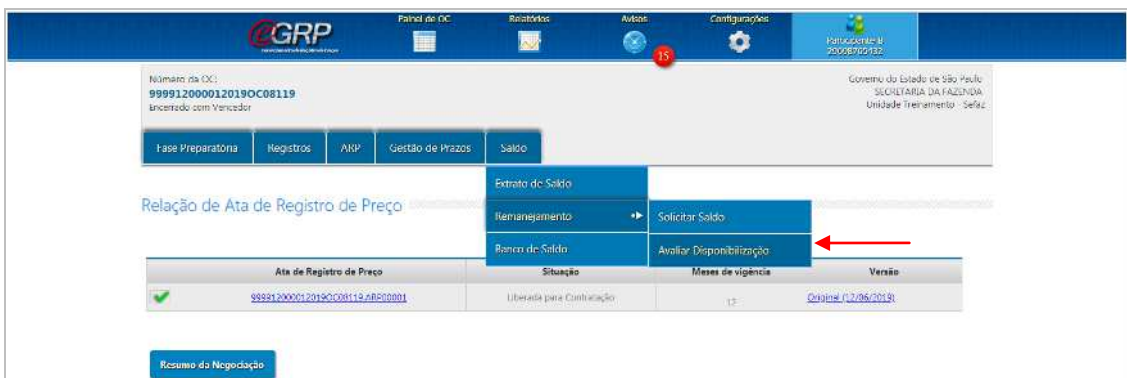 Painel de OC Relatórios Avisos Configurações
@GRP
15
Participante B
Número da OC:
999912000012019OC08119
Encerrado com Vencedor
Governo do Estado de São Paulo
SECRETARIA DA FAZENDA
Unidade Treinamento - Sefaz
Fase Preparatória Registros ARP Gestão de Prazos Saldo
Extrato de Saldo
Relação de Ata de Registro de Preço
Remanejamento Solicitar Saldo
Banco de Saldo Avaliar Disponibilização
Ata de Registro de Preço Situação Meses de vigência Versão
999912000012019OC08119.ARP00001 Liberada para Contratação 12 Original (12/06/2019)
Resumo da Negociação